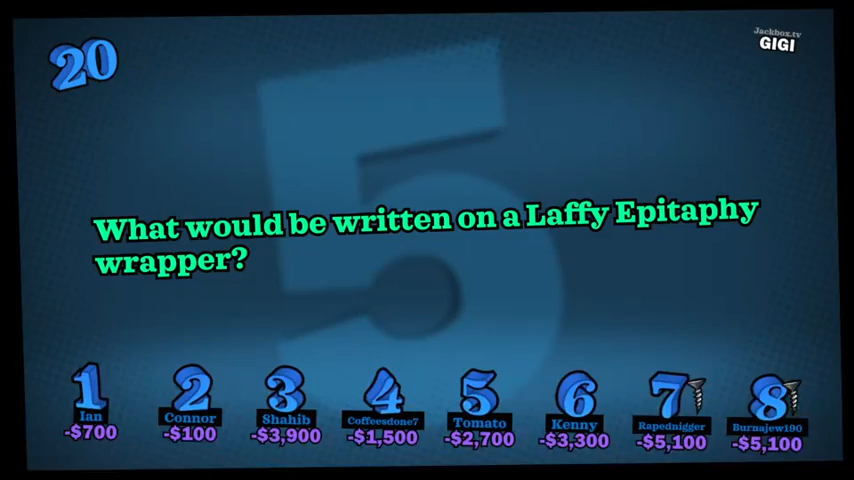 20
Jackbox.tv
GIGI
What would be written on a Laffy Epitaphy
wrapper?
1 2 3 4 5 6 7 8
Ian Connor Shahib Coffeesdone7 Tomato Kenny Rapednigger Burnajew190
-$700 -$100 -$3,900 -$1,500 -$2,700 -$3,300 -$5,100 -$5,100
5